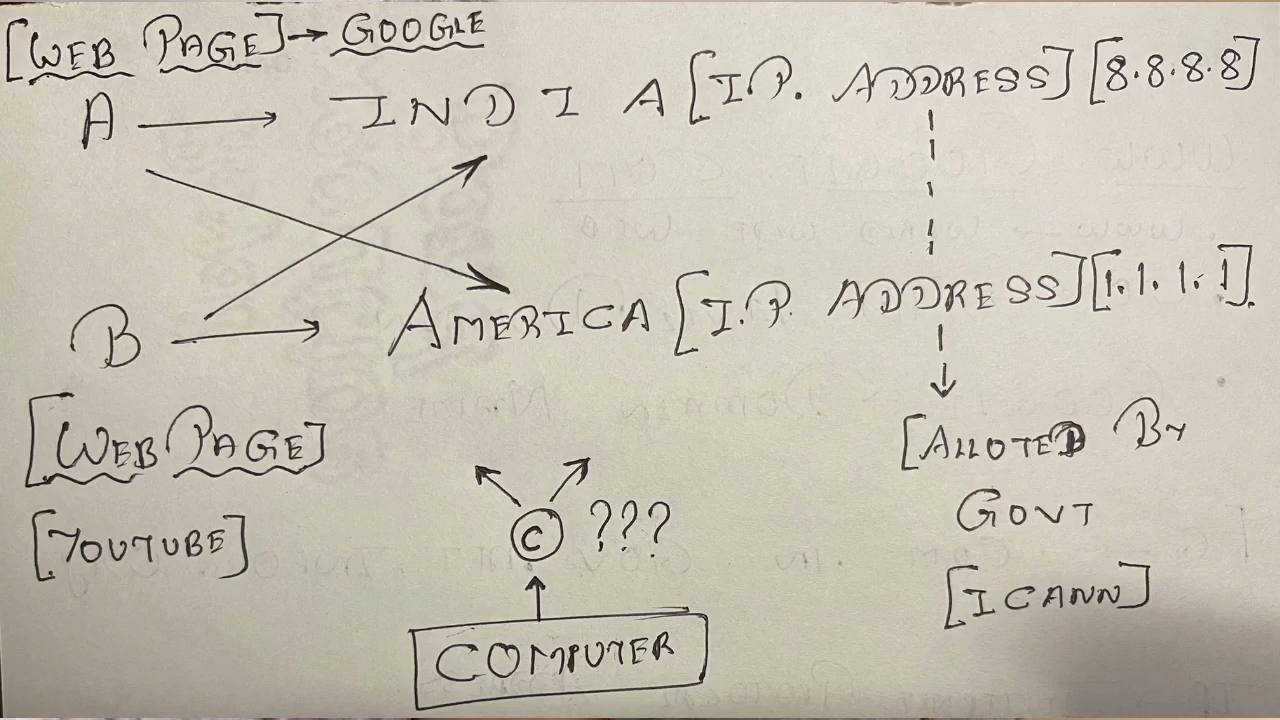 [WEB PAGE] → GOOGLE
A → INDIA [I.P. ADDRESS] [8.8.8.8]
B → AMERICA [I.P. ADDRESS] [1.1.1.1].
[WEB PAGE]
[YOUTUBE]
[ALLOTED BY
GOVT
[ICANN]
C ???
COMPUTER